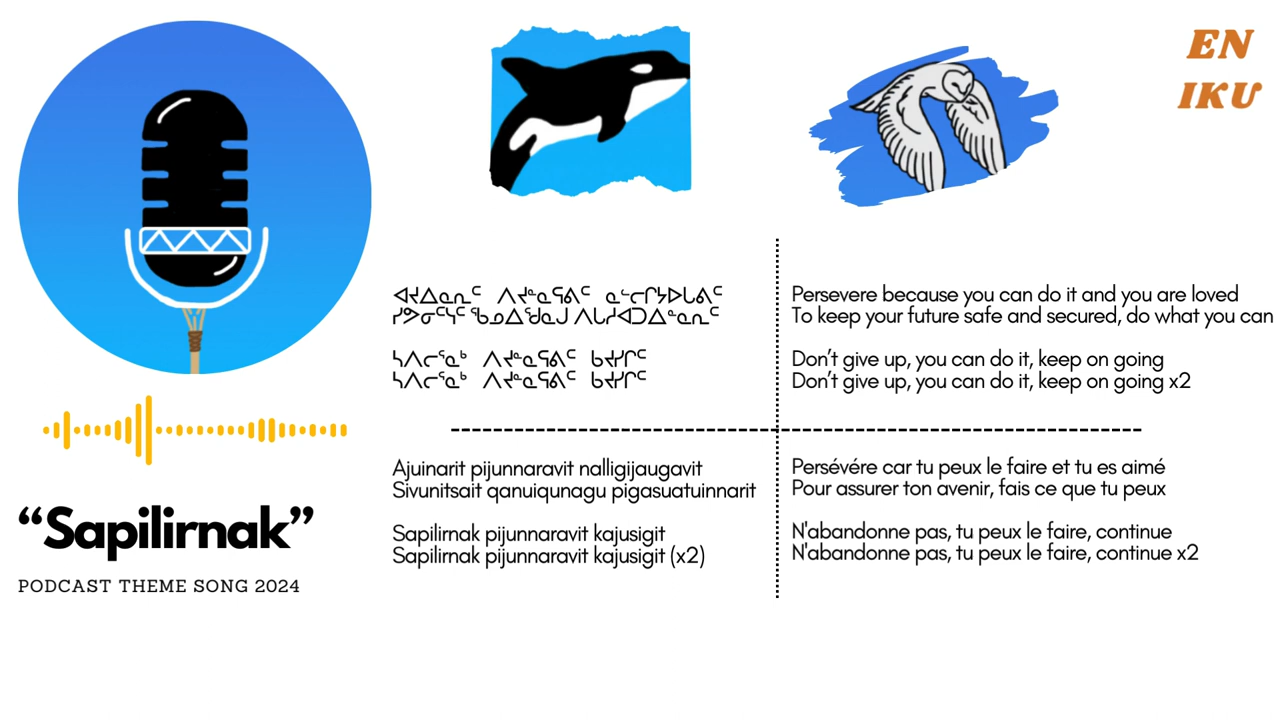 EN
IKU
ᐊᔪᐃᓇᕆᑦ ᐱᔪᓐᓇᕋᕕᑦ ᓇᓪᓕᒋᔭᐅᒐᕕᑦ
ᓯᕗᓂᑦᓴᐃᑦ ᖃᓄᐃᖁᓇᒍ ᐱᒐᓱᐊᑐᐃᓐᓇᕆᑦ
ᓴᐱᓕᕐᓇᒃ ᐱᔪᓐᓇᕋᕕᑦ ᑲᔪᓯᒋᑦ
ᓴᐱᓕᕐᓇᒃ ᐱᔪᓐᓇᕋᕕᑦ ᑲᔪᓯᒋᑦ
Persevere because you can do it and you are loved
To keep your future safe and secured, do what you can
Don't give up, you can do it, keep on going
Don't give up, you can do it, keep on going x2
Ajuinarit pijunnaravit nalligijaugavit
Sivunitsait qanuiqunagu pigasuatuinnarit
Sapilirnak pijunnaravit kajusigit
Sapilirnak pijunnaravit kajusigit (x2)
Persévére car tu peux le faire et tu es aimé
Pour assurer ton avenir, fais ce que tu peux
N'abandonne pas, tu peux le faire, continue
N'abandonne pas, tu peux le faire, continue x2
“Sapilirnak”
PODCAST THEME SONG 2024